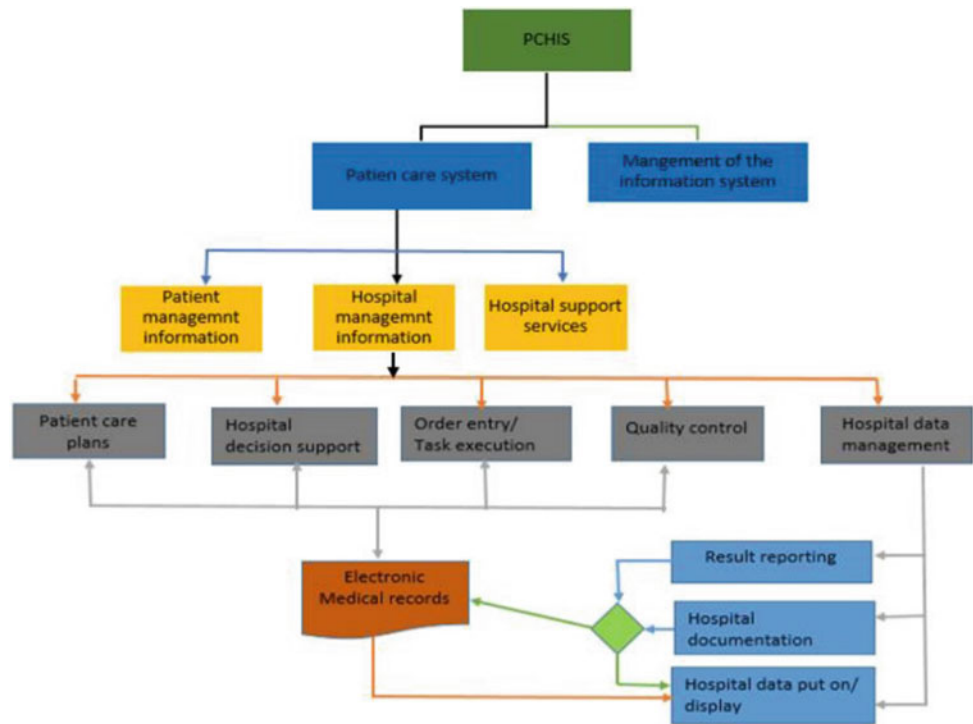 PCHIS
Patien care system
Mangement of the
information system
Patient
managemnt
information
Hospital
managemnt
information
Hospital support
services
Patient care
plans
Hospital
decision support
Order entry/
Task execution
Quality control
Hospital data
management
Electronic
Medical records
Result reporting
Hospital
documentation
Hospital data put on/
display